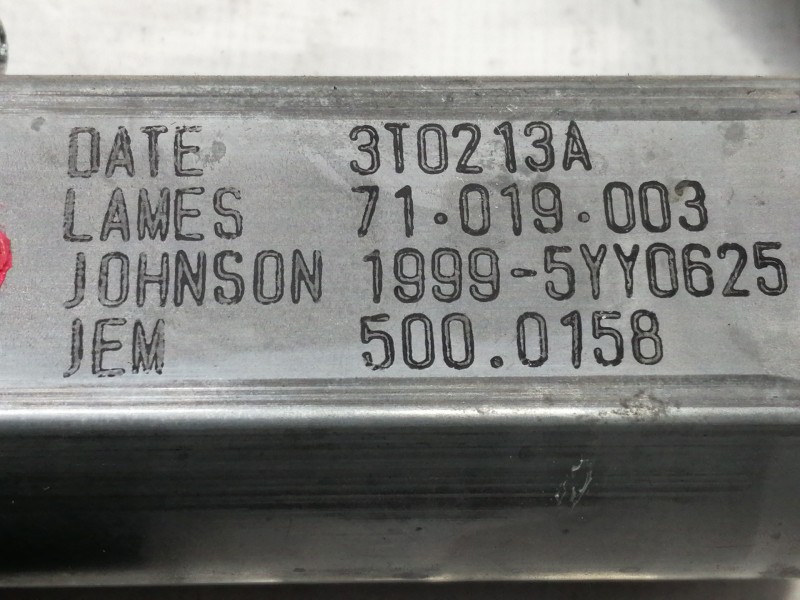 DATE 3T0213A
LAMES 71.019.003
JOHNSON 1999-5YY0625
JEM 500.0158